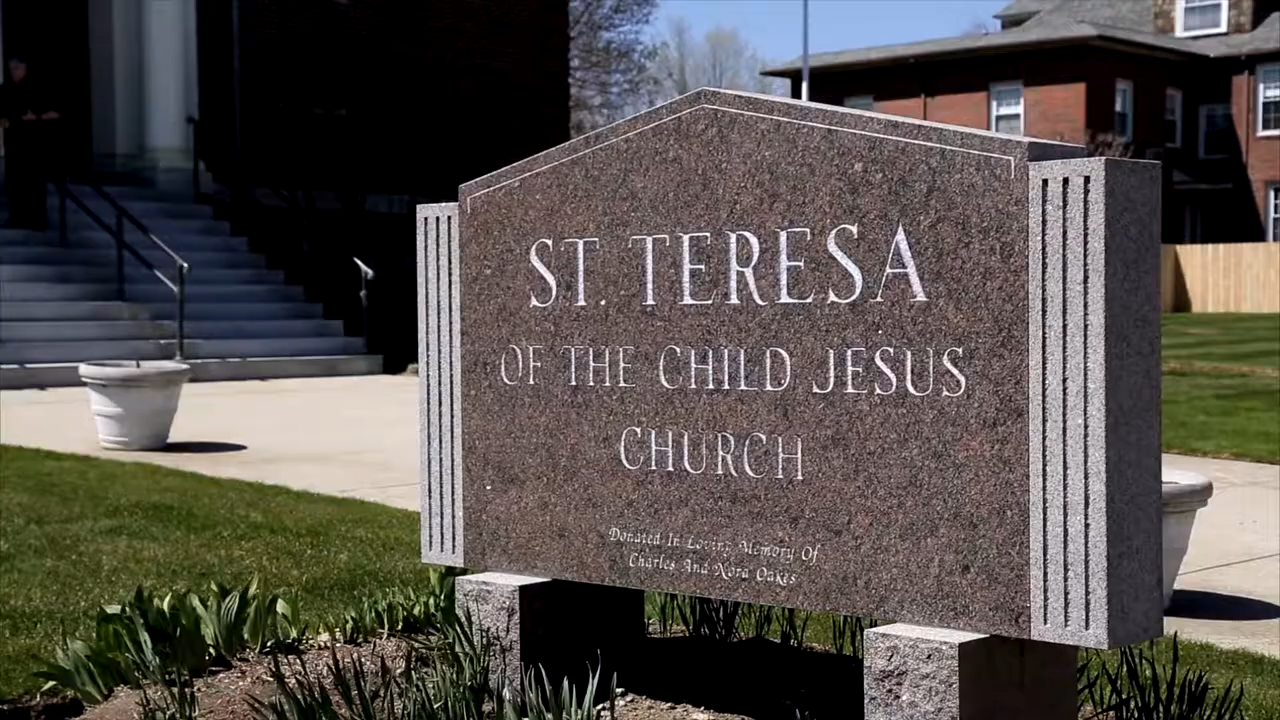 ST. TERESA
OF THE CHILD JESUS
CHURCH
Donated In Loving Memory Of
Charles And Nora Oakes